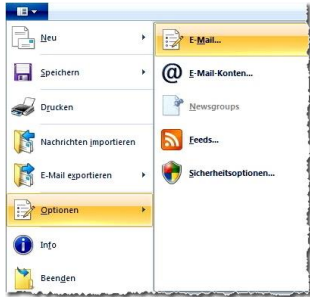 Neu
Speichern
Drucken
Nachrichten importieren
E-Mail exportieren
Optionen
Info
Beenden
E-Mail...
E-Mail-Konten...
Newsgroups
Feeds...
Sicherheitsoptionen...